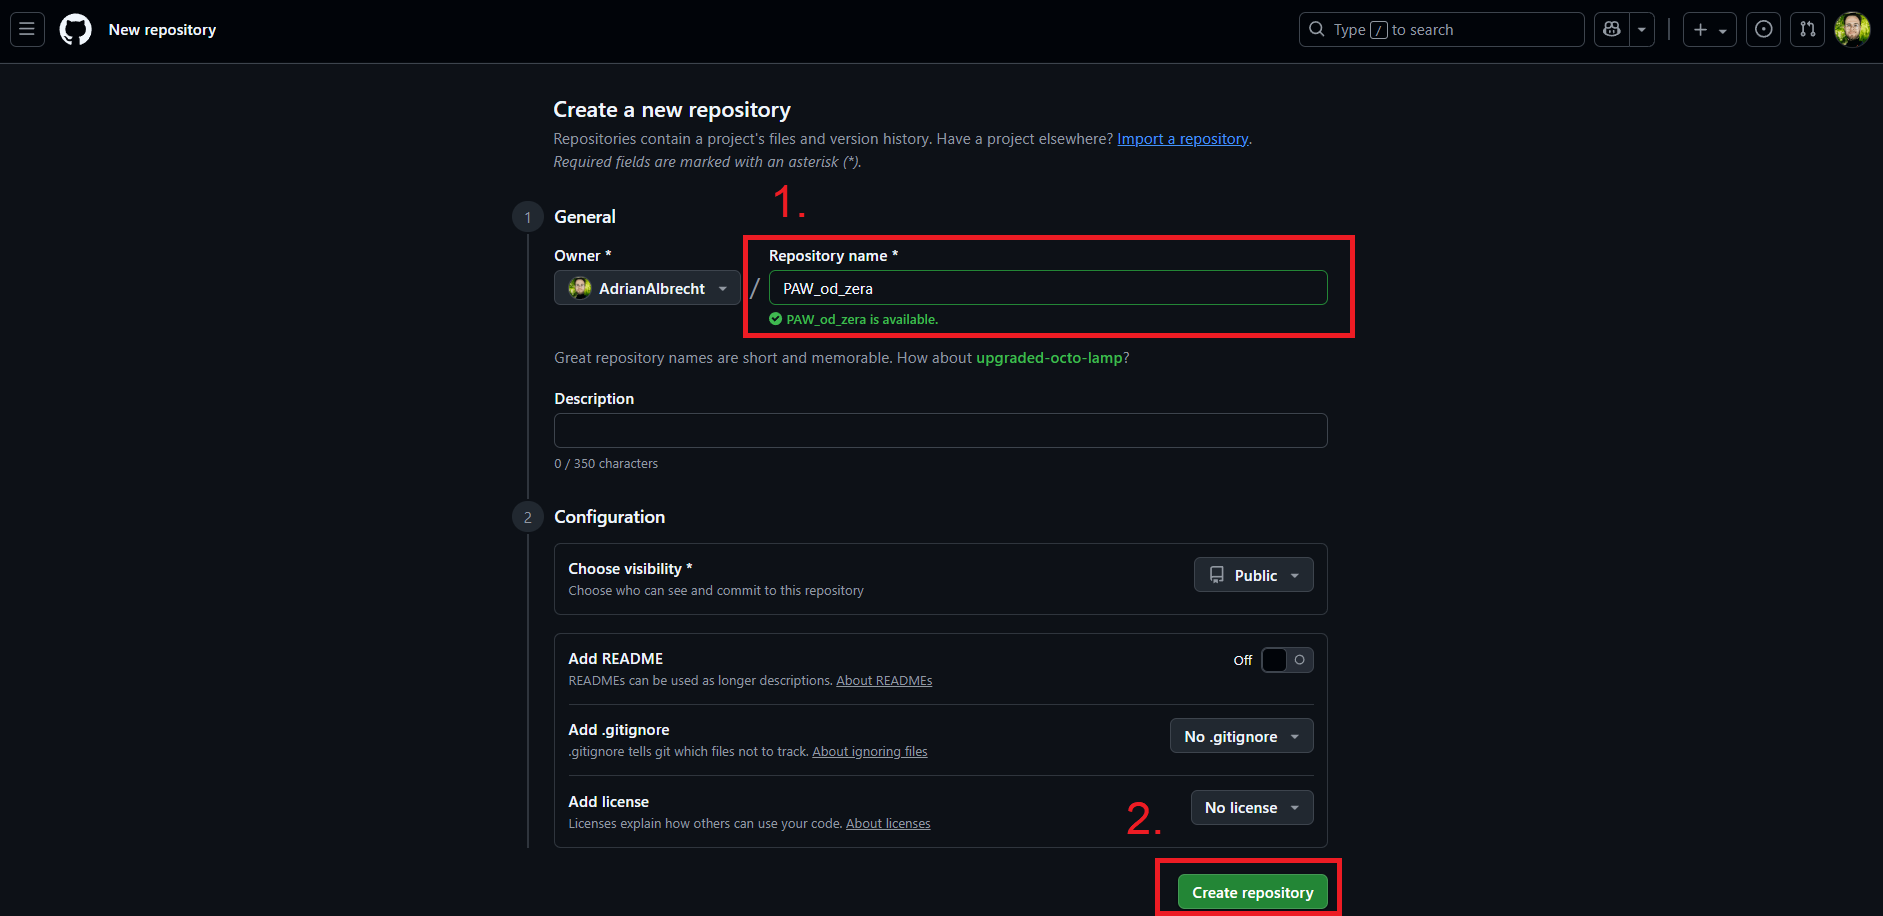 New repository
Type / to search
Create a new repository
Repositories contain a project's files and version history. Have a project elsewhere? Import a repository.
Required fields are marked with an asterisk (*).
1.
1 General
Owner * Repository name *
AdrianAlbrecht / PAW_od_zera
PAW_od_zera is available.
Great repository names are short and memorable. How about upgraded-octo-lamp?
Description
0 / 350 characters
2 Configuration
Choose visibility *
Choose who can see and commit to this repository
Public
Add README
READMEs can be used as longer descriptions. About READMEs
Off
Add .gitignore
.gitignore tells git which files not to track. About ignoring files
No .gitignore
Add license
Licenses explain how others can use your code. About licenses
No license
2.
Create repository